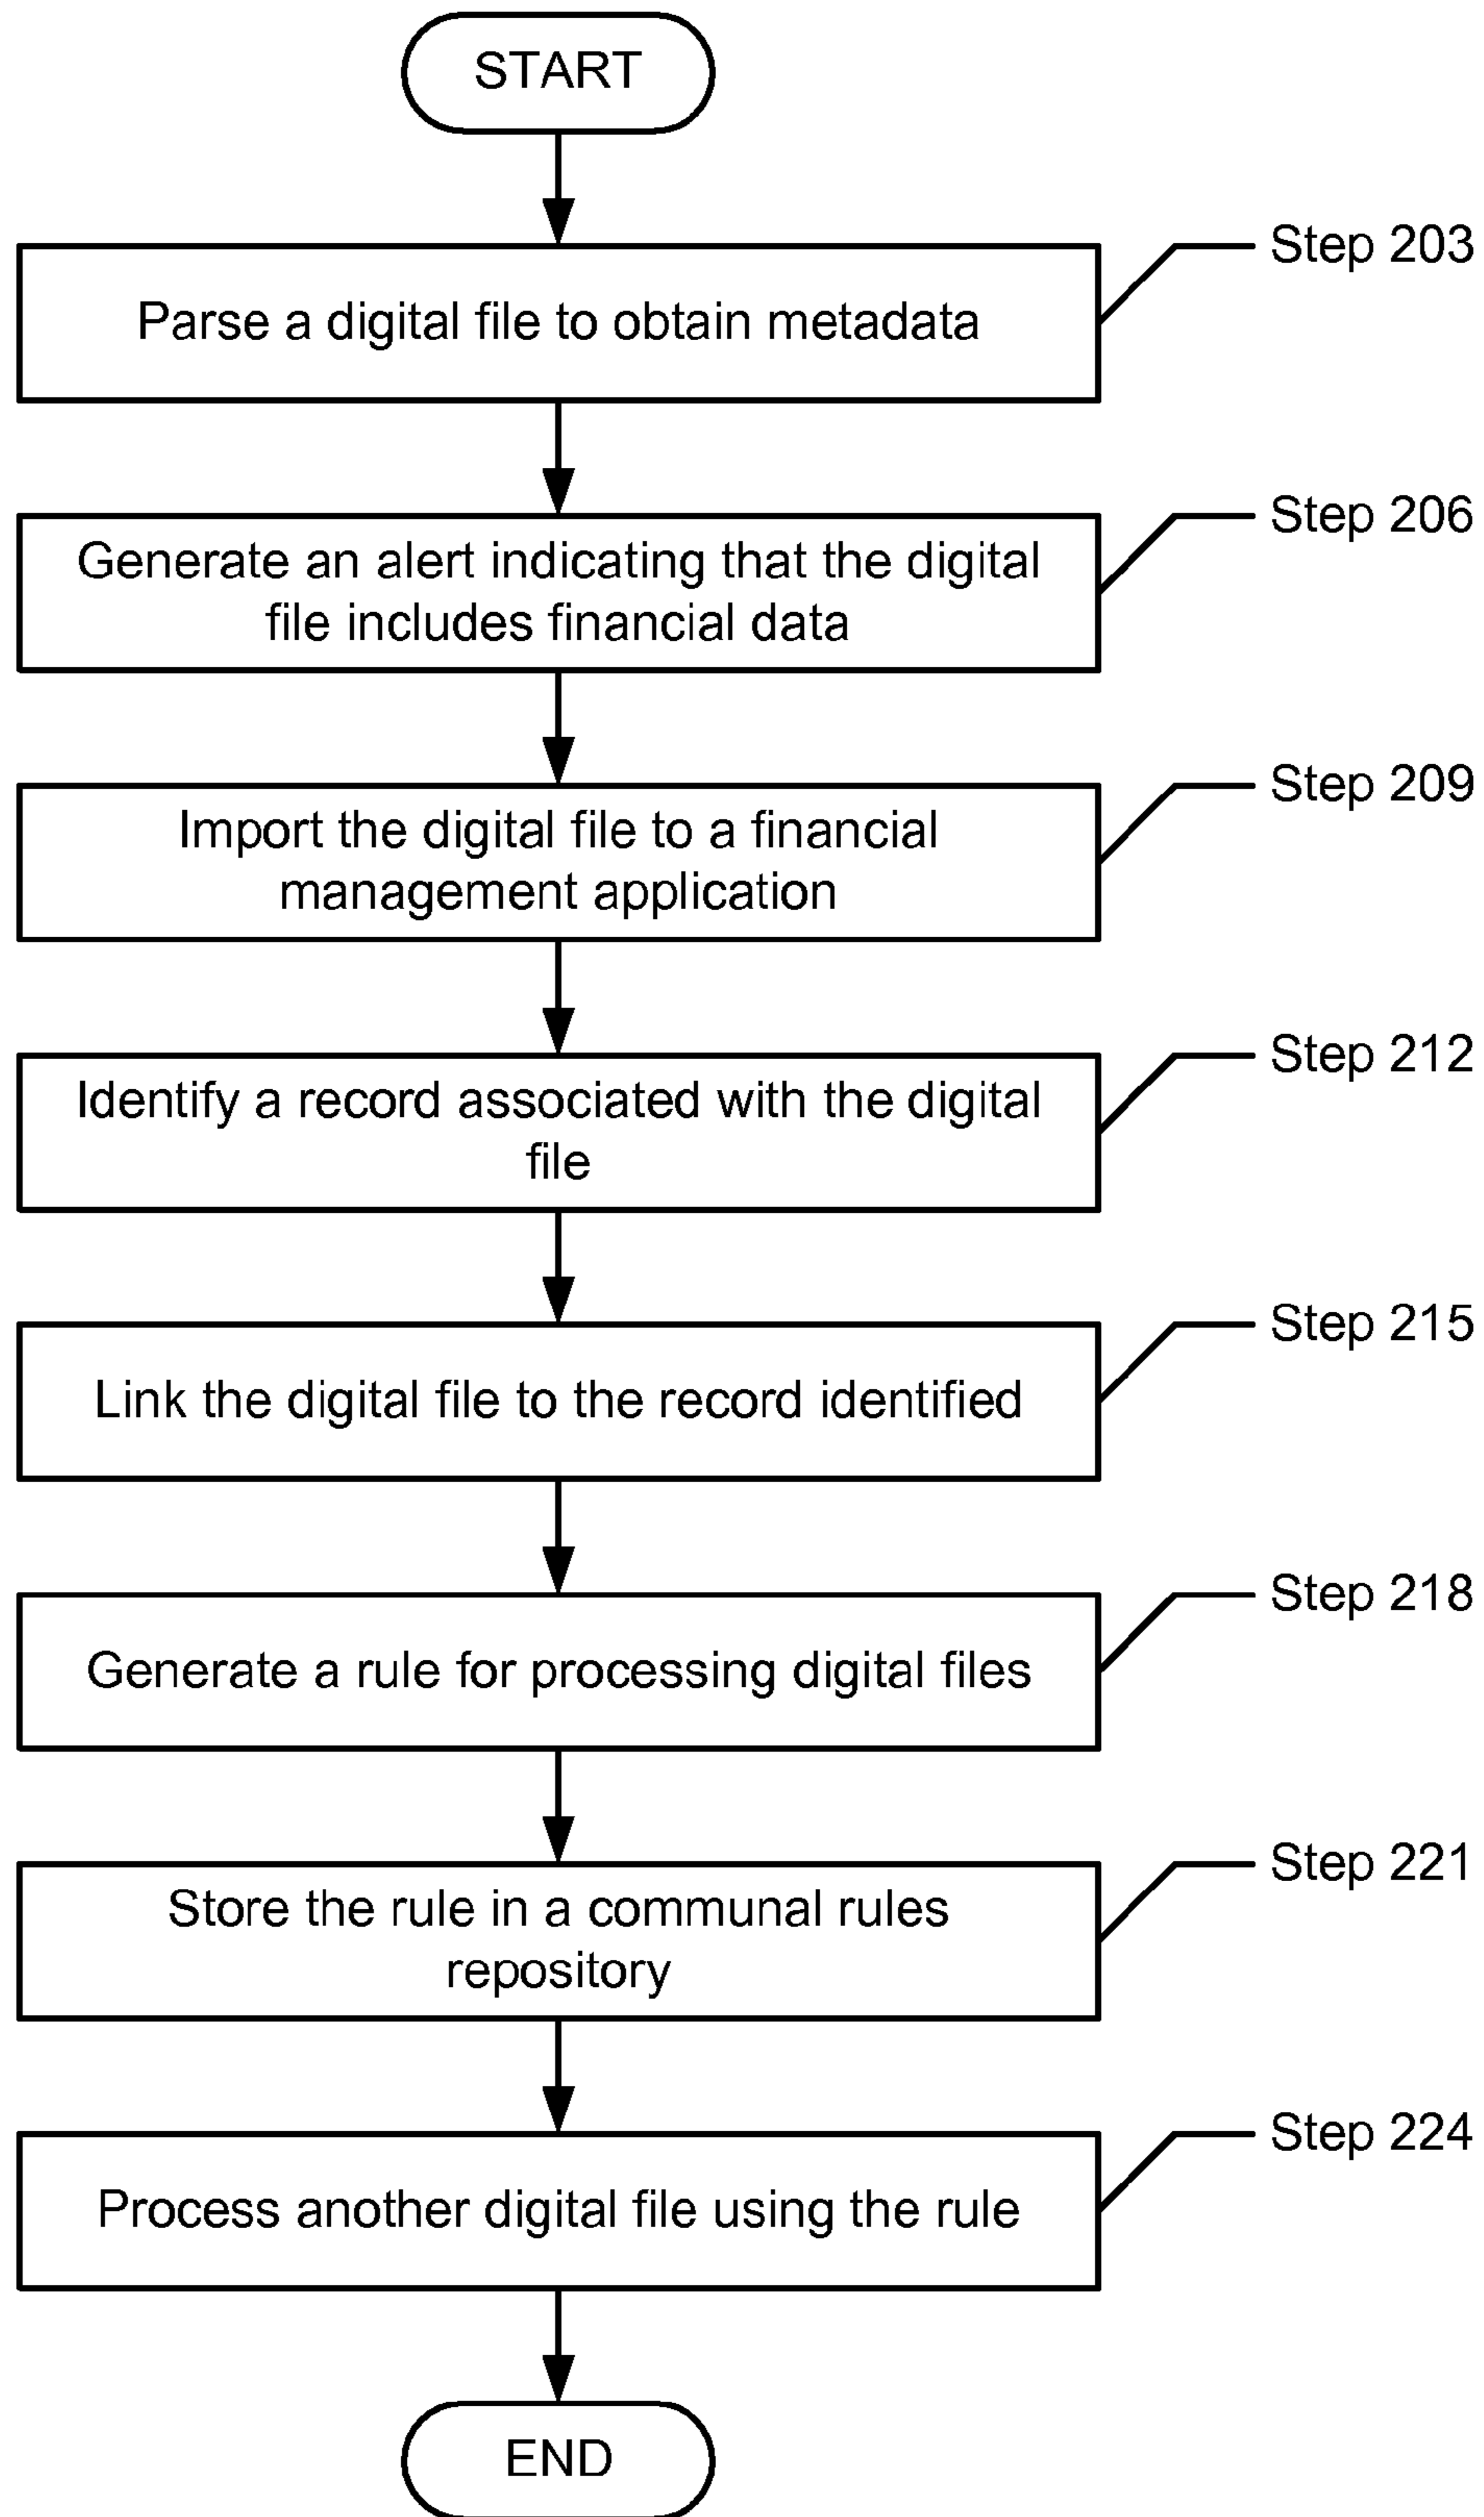 START
Step 203
Parse a digital file to obtain metadata
Step 206
Generate an alert indicating that the digital
file includes financial data
Step 209
Import the digital file to a financial
management application
Step 212
Identify a record associated with the digital
file
Step 215
Link the digital file to the record identified
Step 218
Generate a rule for processing digital files
Step 221
Store the rule in a communal rules
repository
Step 224
Process another digital file using the rule
END